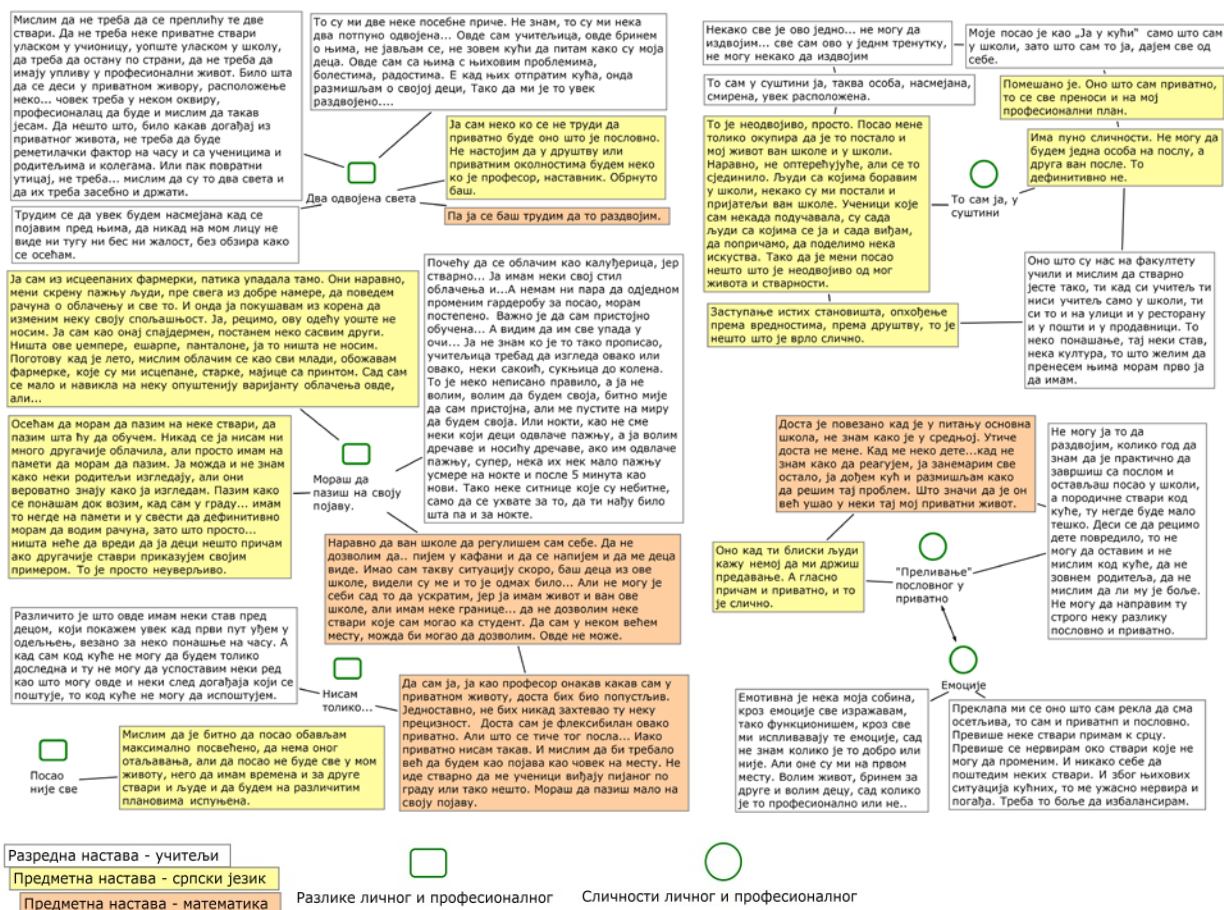 Мислим да не треба да се преплићу те две
ствари. Да не треба неке приватне ствари
уласком у учионицу, уопште уласком у школу,
да треба да остану по страни, да не треба да
имају упливу у професионални живот. Било шта
да се деси у приватном живору, расположење
неко... човек треба у неком оквиру,
професионалац да буде и мислим да такав
јесам. Да нешто што, било какав догађај из
приватног живота, не треба да буде
реметилачки фактор на часу и са ученицима и
родитељима и колегама. Или пак повратни
утицај, не треба... мислим да су то два света и
да их треба засебно и држати.
То су ми две неке посебне приче. Не знам, то су ми нека
два потпуно одвојена... Овде сам учитељица, овде бринем
о њима, не јављам се, не зовем кући да питам како су моја
деца. Овде сам са њима с њиховим проблемима,
болестима, радостима. Е кад њих отпратим кућа, онда
размишљам о својој деци, Тако да ми је то увек
раздвојено....
Ја сам неко ко се не труди да
приватно буде оно што је пословно.
Не настојим да у друштву или
приватним околностима будем неко
ко је професор, наставник. Обрнуто
баш.
Два одвојена света
Па ја се баш трудим да то раздвојим.
Трудим се да увек будем насмејана кад се
појавим пред њима, да никад на мом лицу не
виде ни тугу ни бес ни жалост, без обзира како
се осећам.
Ја сам из исцеепаних фармерки, патика упадала тамо. Они наравно,
мени скрену пажњу људи, пре свега из добре намере, да поведем
рачуна о облачењу и све то. И онда ја покушавам из корена да
изменим неку своју спољашњост. Ја, рецимо, ову одећу уоште не
носим. Ја сам као онај спајдермен, постанем неко сасвим други.
Ништа ове џемпере, ешарпе, панталоне, ја то ништа не носим.
Поготову кад је лето, мислим облачим се као сви млади, обожавам
фармерке, које су ми исцепане, старке, мајице са принтом. Сад сам
се мало и навикла на неку опуштенију варијанту облачења овде,
али...
Почећу да се облачим као калуђерица, јер
стварно... Ја имам неки свој стил
облачења и...А немам ни пара да одједном
променим гардеробу за посао, морам
постепено. Важно је да сам пристојно
обучена... А видим да им све упада у
очи... Ја не знам ко је то тако прописао,
учитељица требад да изгледа овако или
овако, неки сакоић, сукњица до колена.
То је неко неписано правило, а ја не
волим, волим да будем своја, битно мије
да сам пристојна, али ме пустите на миру
да будем своја. Или нокти, као не сме
неки који деци одвлаче пажњу, а ја волим
дречаве и носићу дречаве, ако им одвлаче
пажњу, супер, нека их нек мало пажњу
усмере на нокте и после 5 минута као
нови. Тако неке ситнице које су небитне,
само да се ухвате за то, да ти нађу било
шта па и за нокте.
Осећам да морам да пазим на неке ствари, да
пазим шта ћу да обучем. Никад се ја нисам ни
много другачије облачила, али просто имам на
памети да морам да пазим. Ја можда и не знам
како неки родитељи изгледају, али они
вероватно знају како ја изгледам. Пазим како
се понашам док возим, кад сам у граду... имам
то негде на памети и у свести да дефинитивно
морам да водим рачуна, зато што просто...
ништа неће да вреди да ја деци нешто причам
ако другачије ставри приказујем својим
примером. То је просто неуверљиво.
Мораш да
пазиш на своју
појаву.
Наравно да ван школе да регулишем сам себе. Да не
дозволим да.. пијем у кафани и да се напијем и да ме деца
виде. Имао сам такву ситуацију скоро, баш деца из ове
школе, видели су ме и то је одмах било... Али не могу је
себи сад то да ускратим, јер ја имам живот и ван ове
школе, али имам неке границе... да не дозволим неке
ствари које сам могао ка студент. Да сам у неком већем
месту, можда би могао да дозволим. Овде не може.
Различито је што овде имам неки став пред
децом, који покажем увек кад први пут уђем у
одељњењ, везано за неко понашње на часу. А
кад сам код куће не могу да будем толико
доследна и ту не могу да успоставим неки ред
као што могу овде и неки след догађаја који се
поштује, то код куће не могу да испоштујем.
Нисам
толико...
Да сам ја, ја као професор онакав какав сам у
приватном животу, доста бих био попустљив.
Једноставно, не бих никад захтевао ту неку
прецизност. Доста сам је флексибилан овако
приватно. Али што се тиче тог посла... Иако
приватно нисам такав. И мислим да би требало
већ да будем као појава као човек на месту. Не
иде стварно да ме ученици виђају пијаног по
граду или тако нешто. Мораш да пазиш мало на
своју појаву.
Посао
није све
Мислим да је битно да посао обављам
максимално посвећено, да нема оног
отаљавања, али да посао не буде све у мом
животу, него да имам времена и за друге
ствари и људе и да будем на различитим
плановима испуњена.
Некако све је ово једно... не могу да
издвојим... све сам ово у једнм тренутку,
не могу некако да издвојим
Моје посао је као „Ја у кући“ само што сам
у школи, зато што сам то ја, дајем све од
себе.
То сам у суштини ја, таква особа, насмејана,
смирена, увек расположена.
Помешано је. Оно што сам приватно,
то се све преноси и на мој
професионални план.
То је неодвојиво, просто. Посао мене
толико окупира да је то постало и
мој живот ван школе и у школи.
Наравно, не оптерећујуће, али се то
сјединило. Људи са којима боравим
у школи, некако су ми постали и
пријатељи ван школе. Ученици које
сам некада подучавала, су сада
људи са којима се ја и сада виђам,
да попричамо, да поделимо нека
искуства. Тако да је мени посао
нешто што је неодвојиво од мог
живота и стварности.
Има пуно сличности. Не могу да
будем једна особа на послу, а
друга ван после. То
дефинитивно не.
То сам ја, у
суштини
Оно што су нас на факултету
учили и мислим да стварно
јесте тако, ти кад си учитељ ти
ниси учитељ само у школи, ти
си то и на улици и у ресторану
и у пошти и у продавници. То
неко понашање, тај неки став,
нека култура, то што желим да
пренесем њима морам прво ја
да имам.
Заступање истих становишта, опхођење
према вредностима, према друштву, то је
нешто што је врло слично.
Доста је повезано кад је у питању основна
школа, не знам како је у средњој. Утиче
доста не мене. Кад ме неко дете...кад не
знам како да реагујем, ја занемарим све
остало, ја дођем кућ и размишљам како
да решим тај проблем. Што значи да је он
већ ушао у неки тај мој приватни живот.
Не могу ја то да
раздвојим, колико год да
знам да је практично да
завршиш са послом и
остављаш посао у школи,
а породичне ствари код
куће, ту негде буде мало
тешко. Деси се да рецимо
дете повредило, то не
могу да оставим и не
мислим код куће, да не
зовнем родитеља, да не
мислим да ли му је боље.
Не могу да направим ту
строго неку разлику
пословно и приватно.
Оно кад ти блиски људи
кажу немој да ми држиш
предавање. А гласно
причам и приватно, и то
је слично.
"Преливање"
пословног у
приватно
Емоције
Емотивна је нека моја собина,
кроз емоције све изражавам,
тако функционишем, кроз све
ми испливавају те емоције, сад
не знам колико је то добро или
није. Али оне су ми на првом
месту. Волим живот, бринем за
друге и волим децу, сад колико
је то професионално или не..
Преклапа ми се оно што сам рекла да сма
осетљива, то сам и приватнп и пословно.
Превише неке ствари примам к срцу.
Превише се нервирам око ствари које не
могу да променим. И никако себе да
поштедим неких ствари. И због њихових
ситуација кућних, то ме ужасно нервира и
погађа. Треба то боље да избалансирам.
Разредна настава - учитељи
Предметна настава - српски језик
Предметна настава - математика
Разлике личног и професионалног
Сличности личног и професионалног